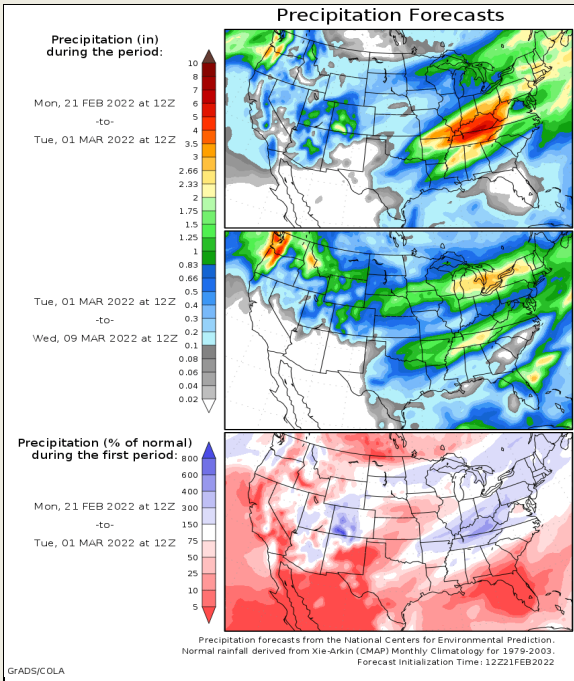 Precipitation Forecasts
Precipitation (in)
during the period:
Mon, 21 FEB 2022 at 12Z
-to-
Tue, 01 MAR 2022 at 12Z
10
8
7
6
5
4
3.5
3
2.66
2.33
2
1.75
1.5
1.25
1
0.83
0.66
0.5
0.4
0.3
0.2
0.1
0.08
0.06
0.04
0.02
Tue, 01 MAR 2022 at 12Z
-to-
Wed, 09 MAR 2022 at 12Z
Precipitation (% of normal)
during the first period:
Mon, 21 FEB 2022 at 12Z
-to-
Tue, 01 MAR 2022 at 12Z
800
600
400
300
150
75
50
25
10
5
Precipitation forecasts from the National Centers for Environmental Prediction.
Normal rainfall derived from Xie-Arkin (CMAP) Monthly Climatology for 1979-2003.
Forecast Initialization Time: 12Z21FEB2022
GrADS/COLA